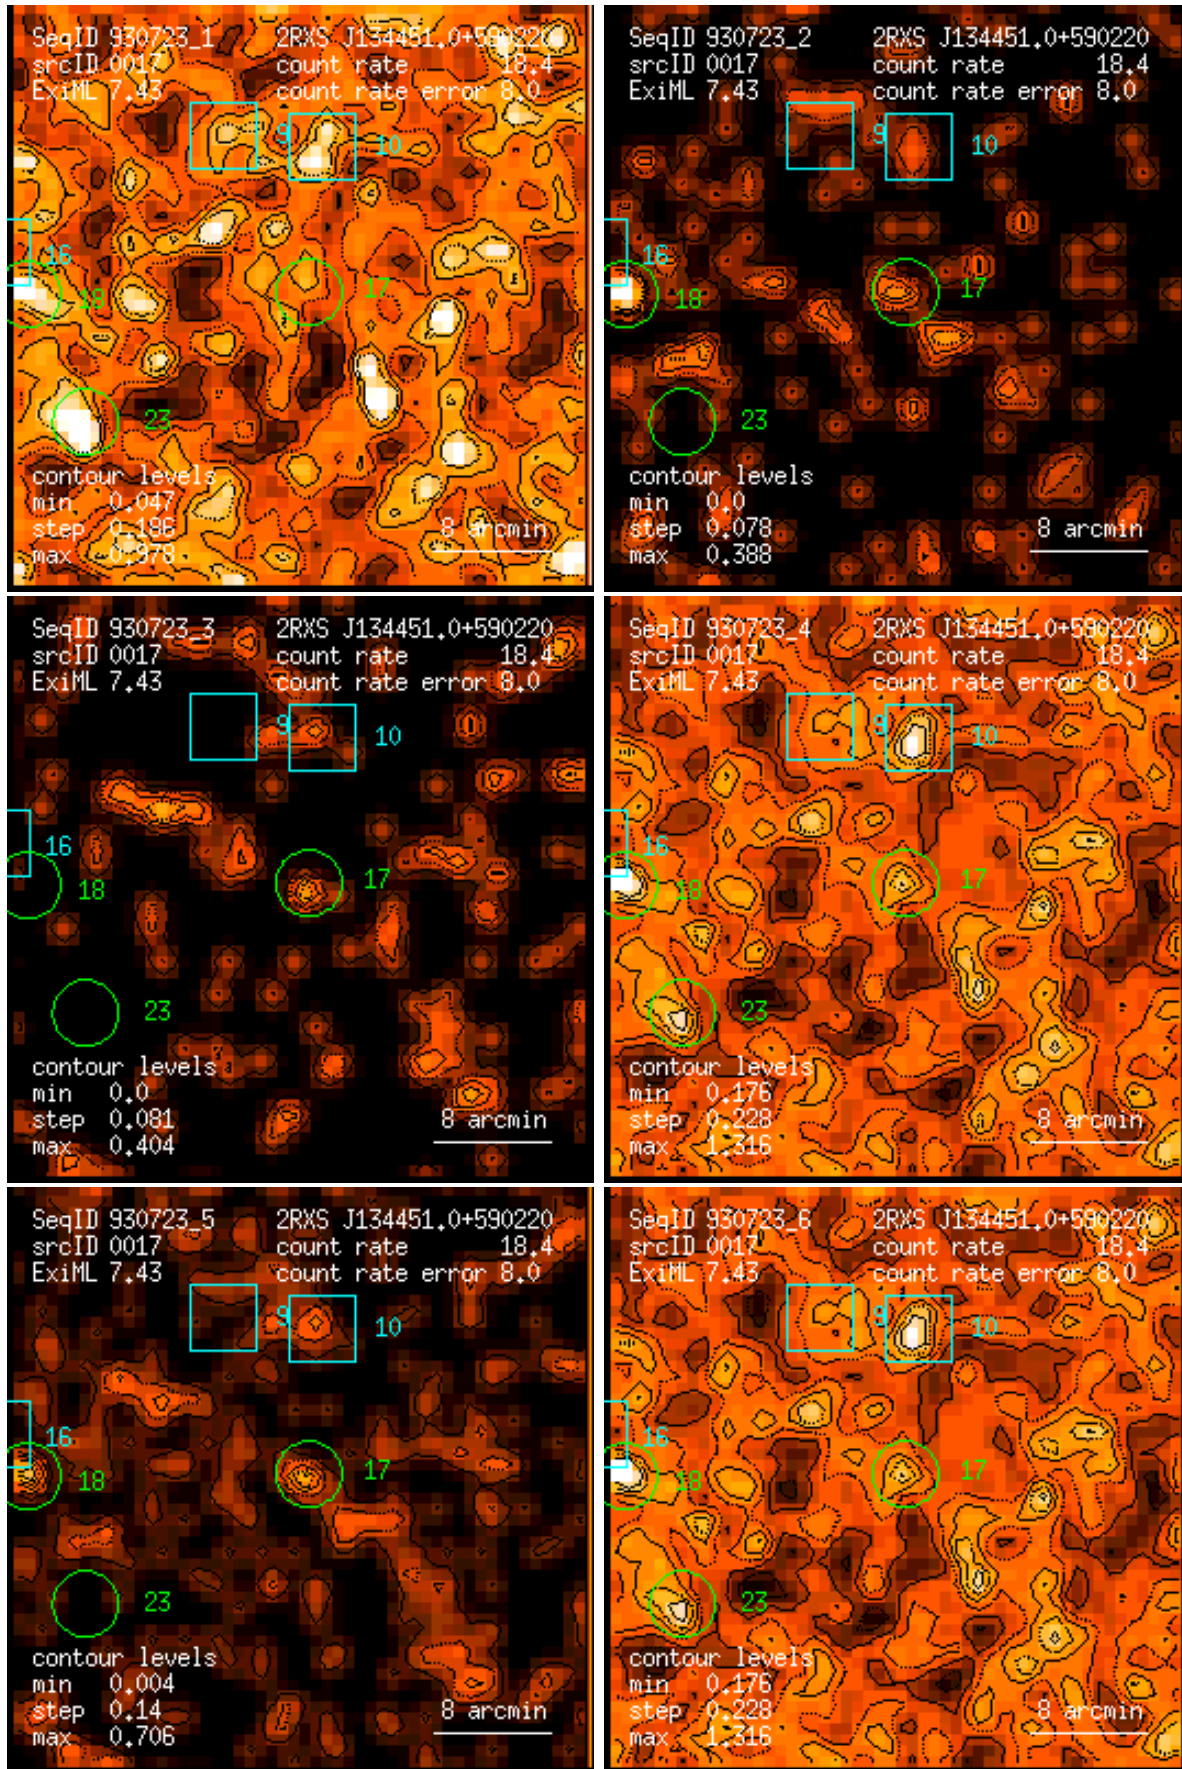 SeqID 930723_1 2RXS J134451.0+590220
srcID 0017 count rate 18.4
ExiML 7.43 count rate error 8.0
9
10
16
18
17
23
contour levels
min 0.047
step 0.186
max 0.978
8 arcmin
SeqID 930723_2 2RXS J134451.0+590220
srcID 0017 count rate 18.4
ExiML 7.43 count rate error 8.0
9
10
16
18
17
23
contour levels
min 0.0
step 0.078
max 0.388
8 arcmin
SeqID 930723_3 2RXS J134451.0+590220
srcID 0017 count rate 18.4
ExiML 7.43 count rate error 8.0
9
10
16
18
17
23
contour levels
min 0.0
step 0.081
max 0.404
8 arcmin
SeqID 930723_4 2RXS J134451.0+590220
srcID 0017 count rate 18.4
ExiML 7.43 count rate error 8.0
9
10
16
18
17
23
contour levels
min 0.176
step 0.228
max 1.316
8 arcmin
SeqID 930723_5 2RXS J134451.0+590220
srcID 0017 count rate 18.4
ExiML 7.43 count rate error 8.0
9
10
16
18
17
23
contour levels
min 0.004
step 0.14
max 0.706
8 arcmin
SeqID 930723_6 2RXS J134451.0+590220
srcID 0017 count rate 18.4
ExiML 7.43 count rate error 8.0
9
10
16
18
17
23
contour levels
min 0.176
step 0.228
max 1.316
8 arcmin